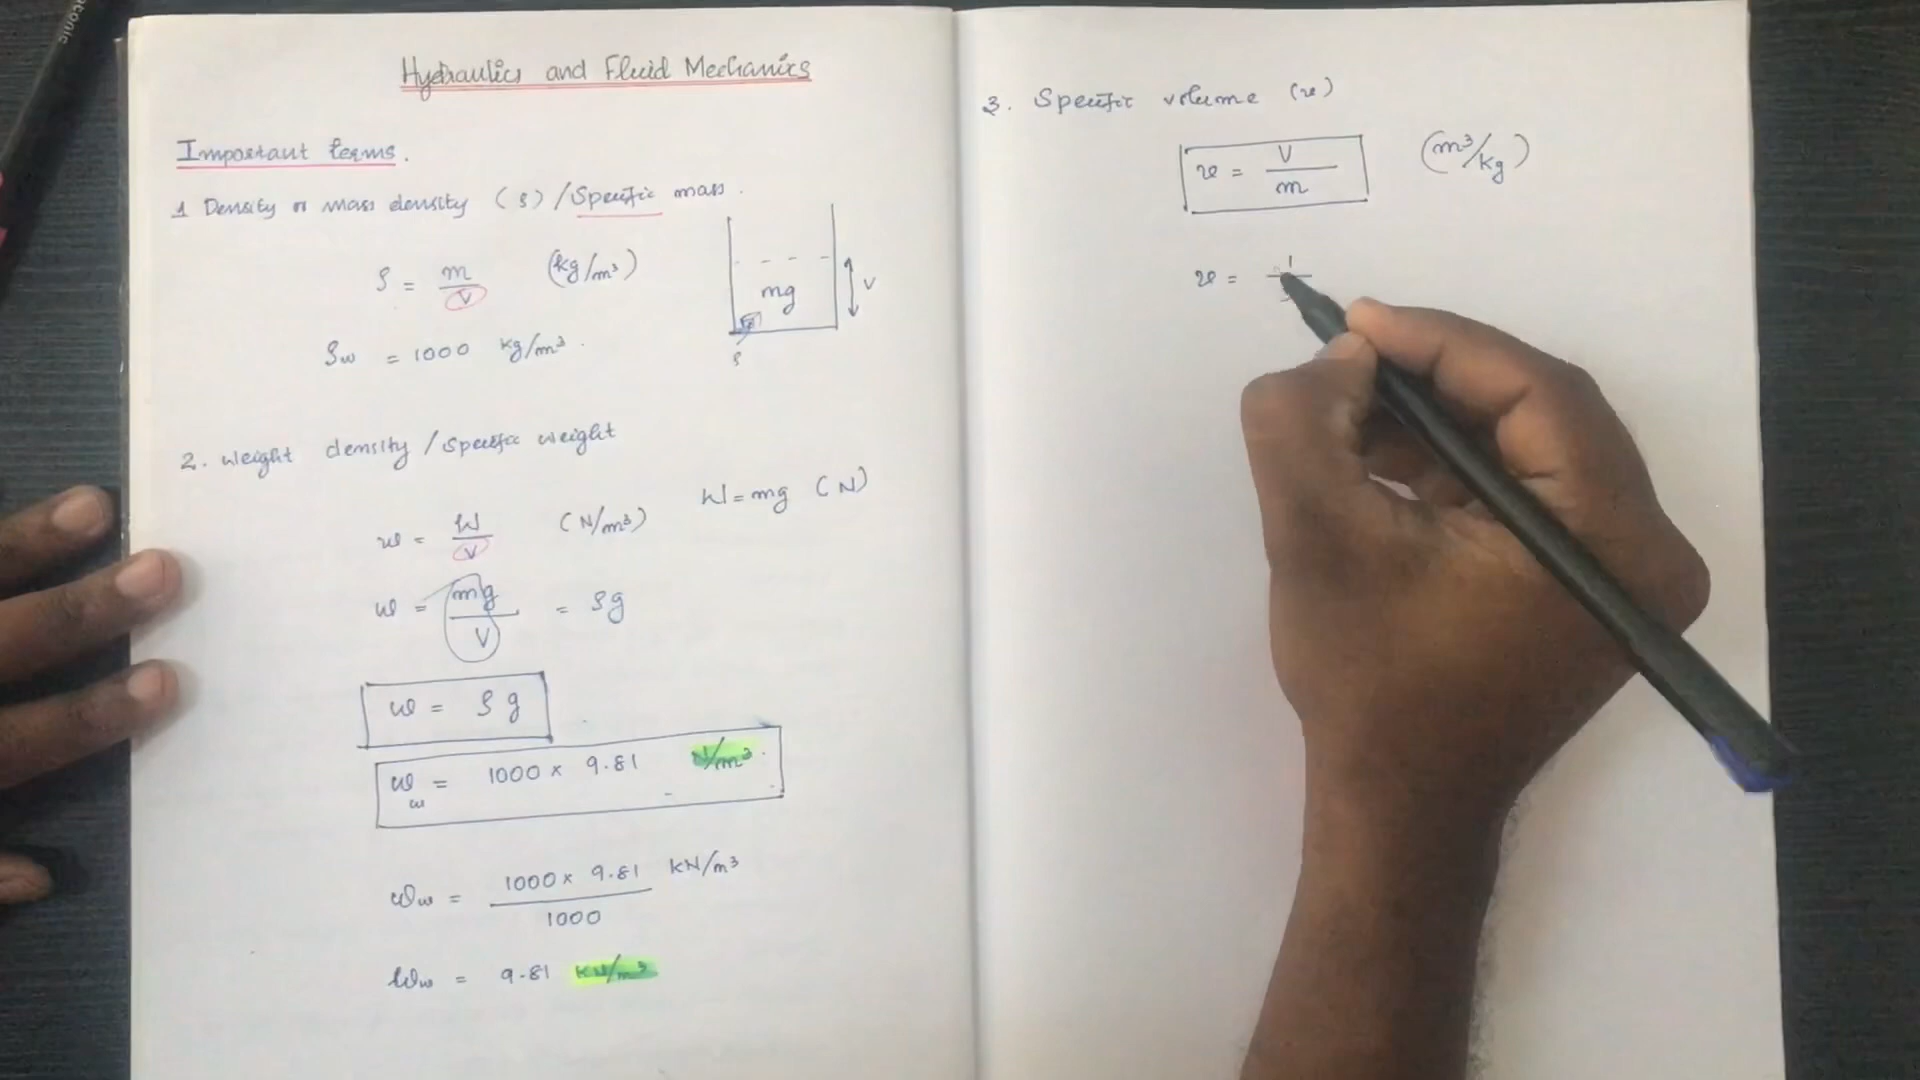 Hydraulics and Fluid Mechanics
Important terms.
1 Density or mass density (ρ) / Specific mass.
ρ = m/V (kg/m³)
mg
V
ρ
ρw = 1000 kg/m³.
2. Weight density / Specific weight
W = mg (N)
w = W/V (N/m³)
w = mg/V = ρg
w = ρg
ww = 1000 x 9.81 N/m³.
ww = 1000 x 9.81 / 1000 kN/m³
ww = 9.81 kN/m³
3. Specific volume (v)
v = V/m (m³/kg)
v = 1/